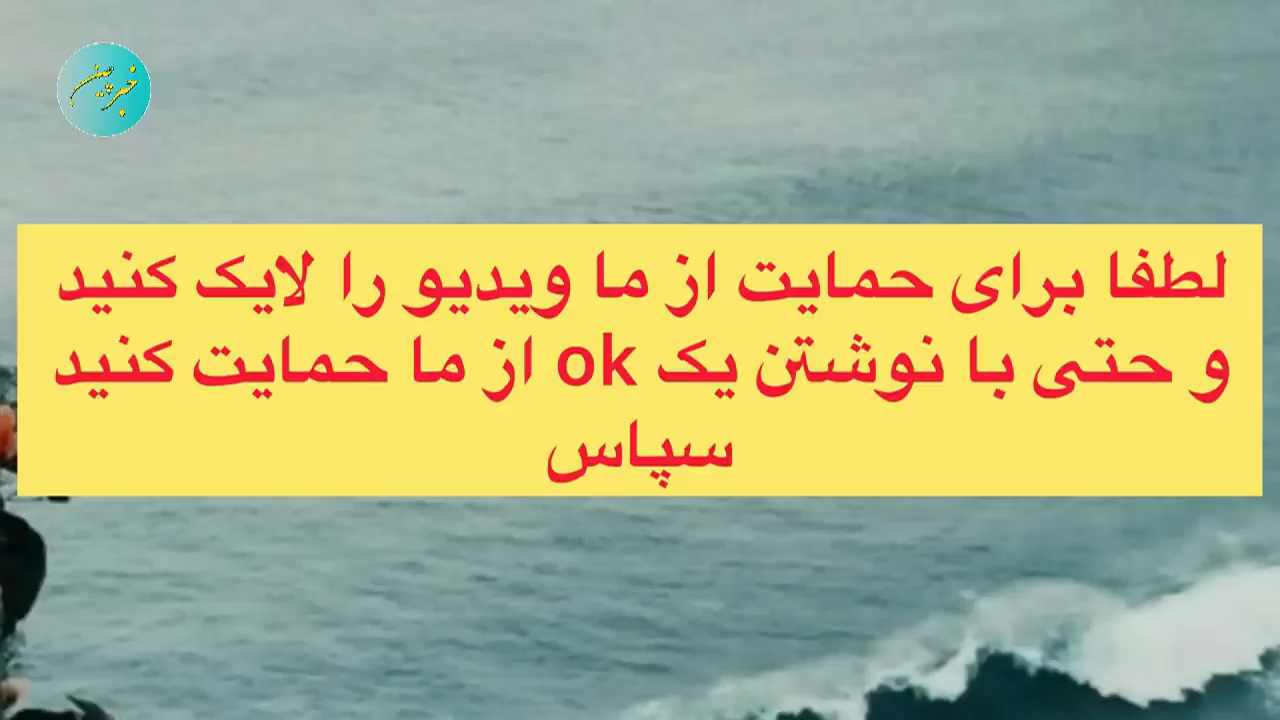 خبرچین
لطفا برای حمایت از ما ویدیو را لایک کنید
و حتی با نوشتن یک ok از ما حمایت کنید
سپاس